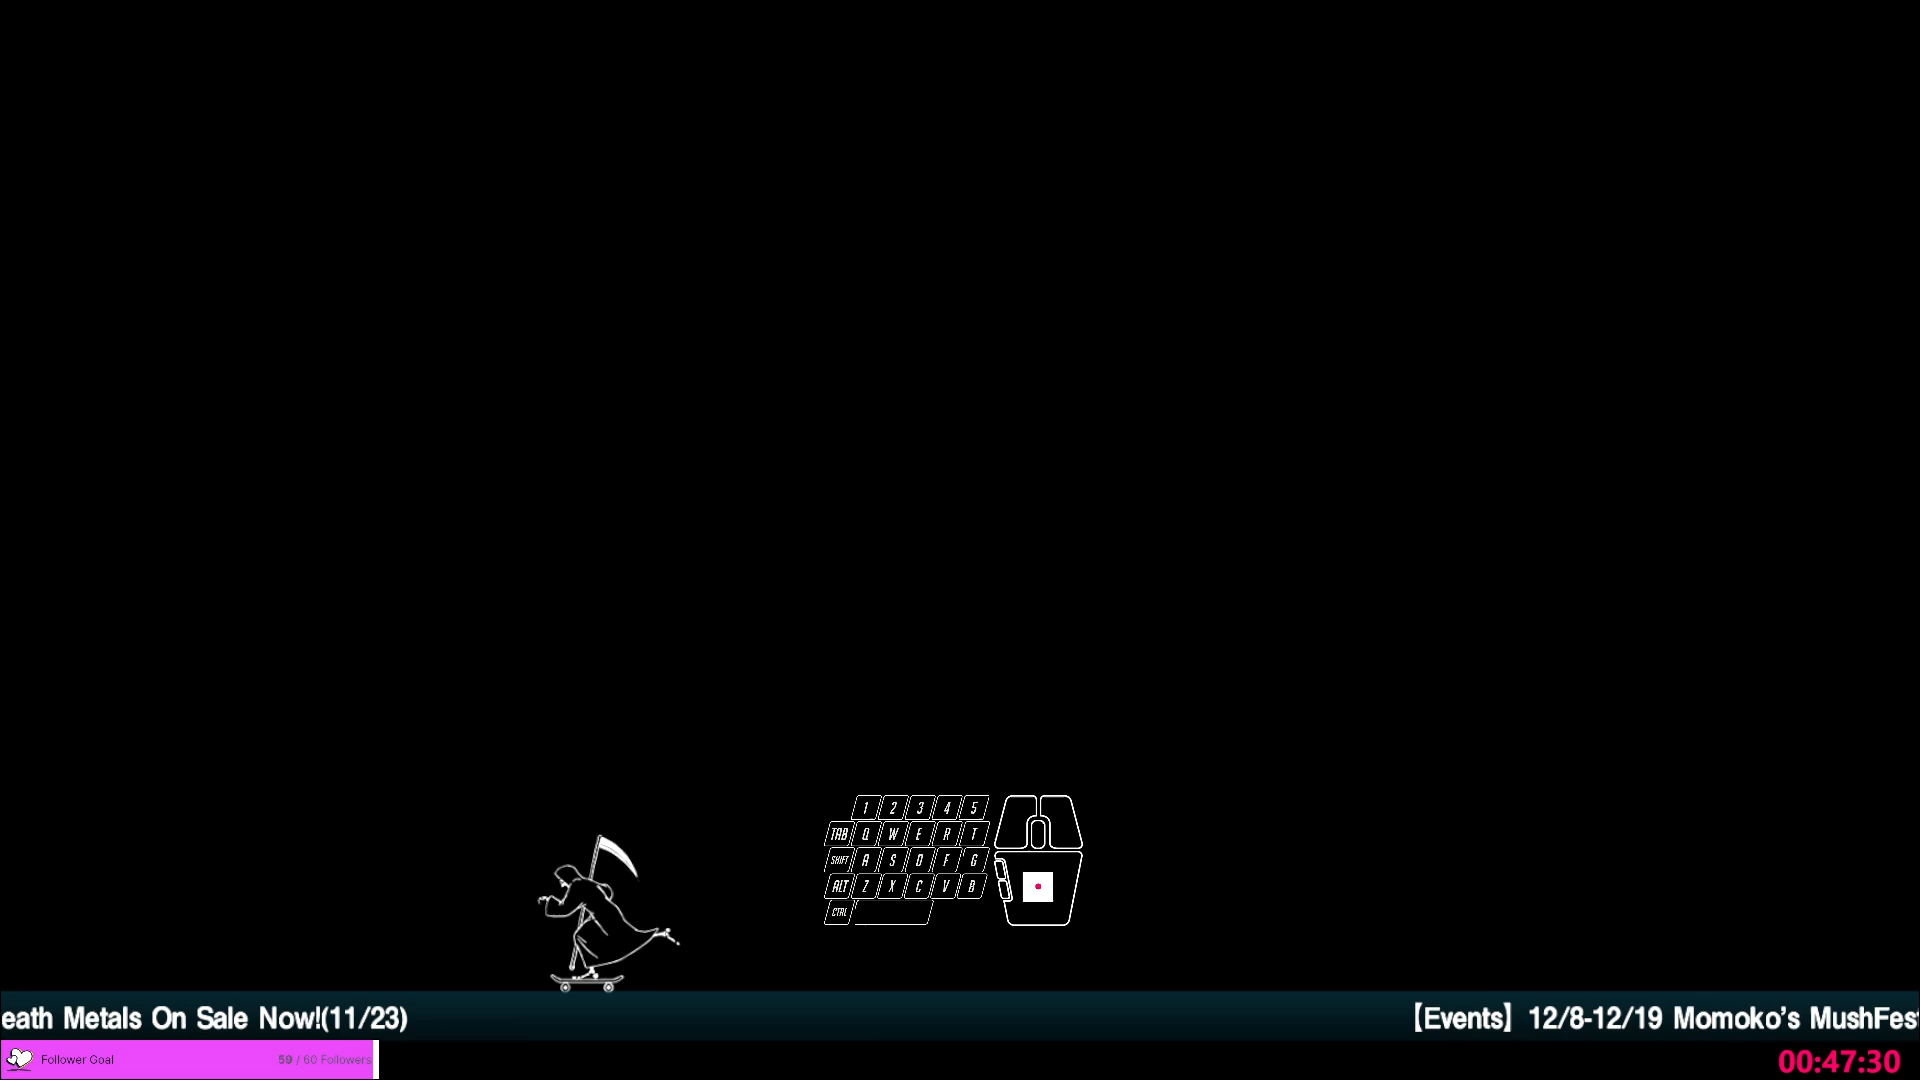 1 2 3 4 5
TAB Q W E R T
SHIFT A S D F G
ALT Z X C V B
CTRL
eath Metals On Sale Now!(11/23)
【Events】 12/8-12/19 Momoko's MushFes
Follower Goal
59 / 60 Followers
00:47:30